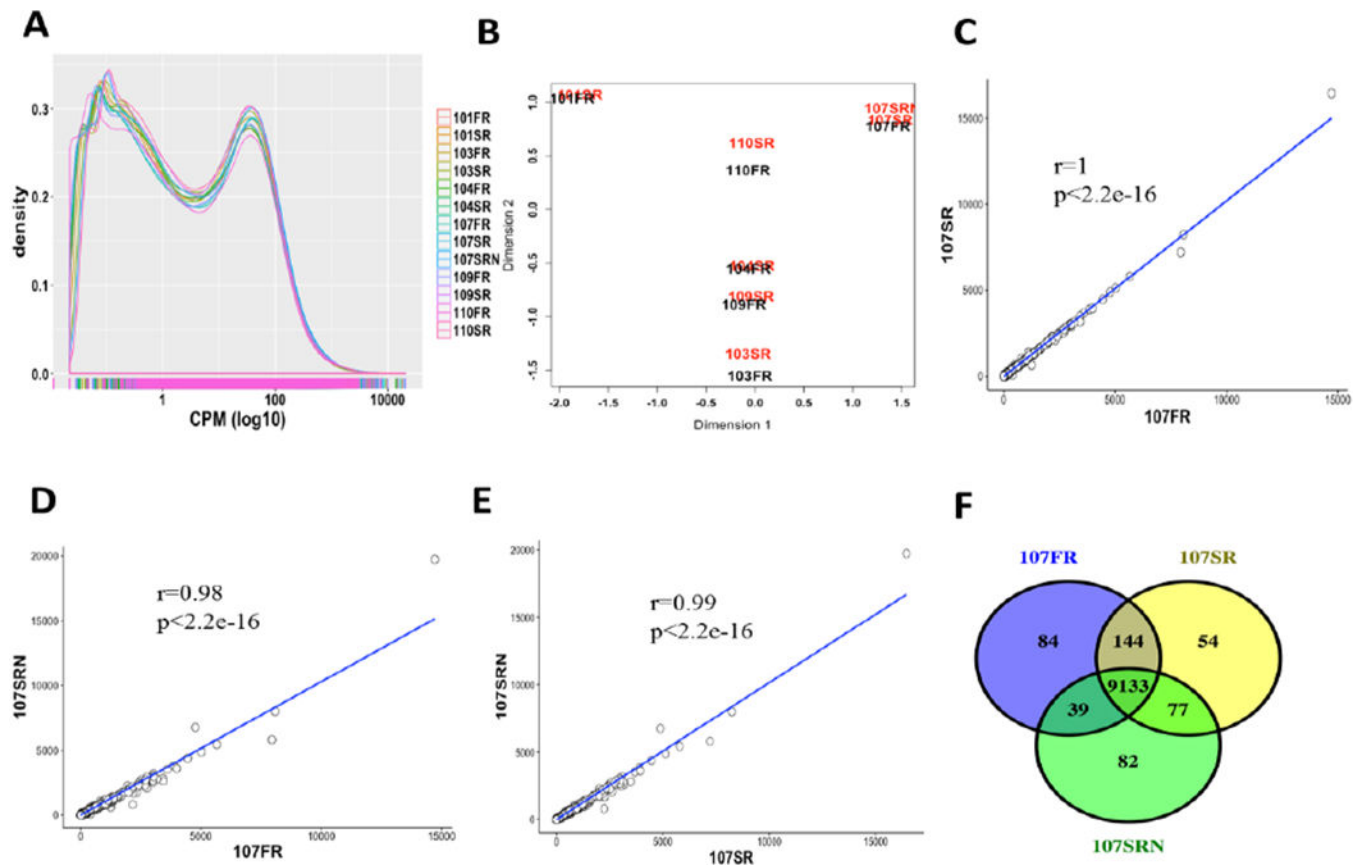 A
density
0.3
0.2
0.1
0.0
1
100
10000
CPM (log10)
101FR
101SR
103FR
103SR
104FR
104SR
107FR
107SR
107SRN
109FR
109SR
110FR
110SR
B
Dimension 2
1.0
0.5
0.0
-0.5
-1.0
-1.5
101SR
101FR
107SRN
107SR
107FR
110SR
110FR
104SR
104FR
109SR
109FR
103SR
103FR
-2.0
-1.5
-1.0
-0.5
0.0
0.5
1.0
1.5
Dimension 1
C
107SR
15000
10000
5000
0
r=1
p<2.2e-16
0
5000
10000
15000
107FR
D
107SRN
20000
15000
10000
5000
0
r=0.98
p<2.2e-16
0
5000
10000
15000
107FR
E
107SRN
20000
15000
10000
5000
0
r=0.99
p<2.2e-16
0
5000
10000
15000
107SR
F
107FR
107SR
84
144
54
9133
39
77
82
107SRN